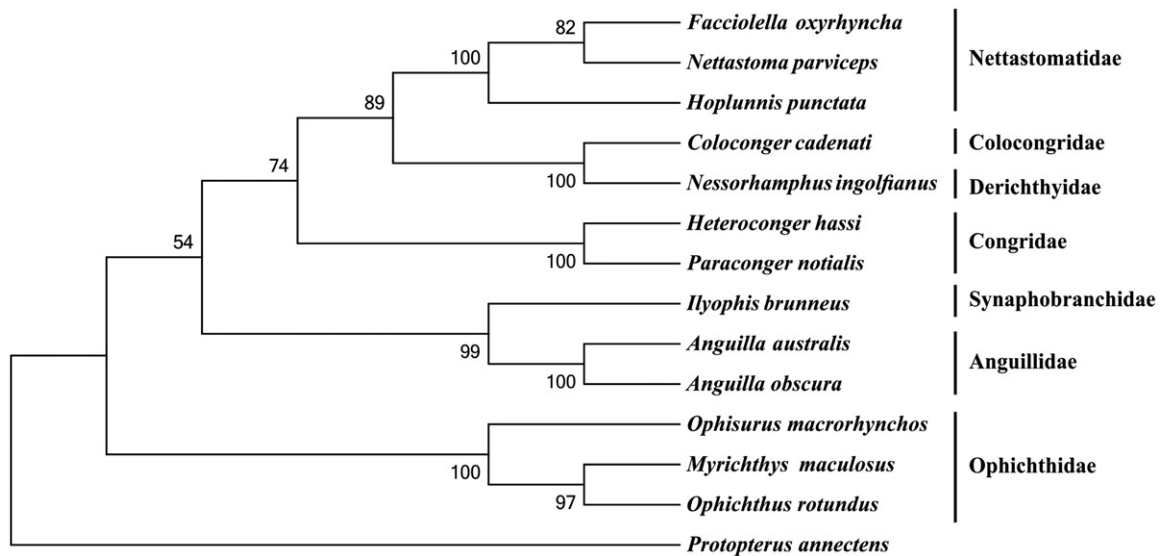 Facciolella oxyrhyncha
82
Nettastoma parviceps
Nettastomatidae
100
Hoplunnis punctata
89
Coloconger cadenati
Colocongridae
74
100
Nessorhamphus ingolfianus
Derichthyidae
Heteroconger hassi
54
Congridae
100
Paraconger notialis
Ilyophis brunneus
Synaphobranchidae
99
Anguilla australis
Anguillidae
100
Anguilla obscura
Ophisurus macrorhynchos
100
Myrichthys maculosus
Ophichthidae
97
Ophichthus rotundus
Protopterus annectens